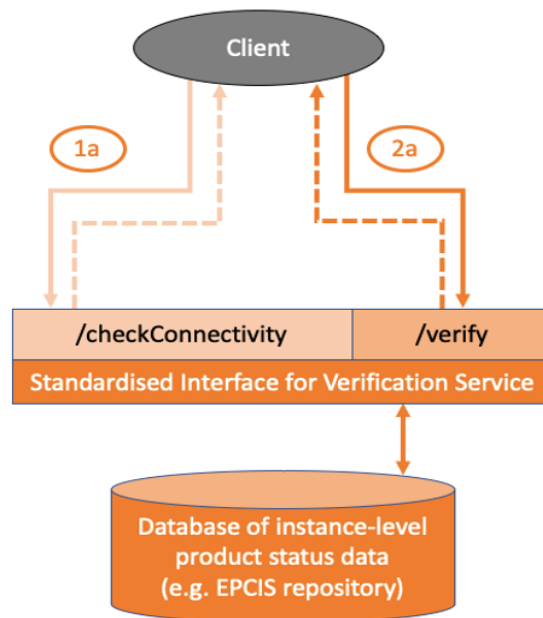 Client
1a
2a
/checkConnectivity
/verify
Standardised Interface for Verification Service
Database of instance-level
product status data
(e.g. EPCIS repository)